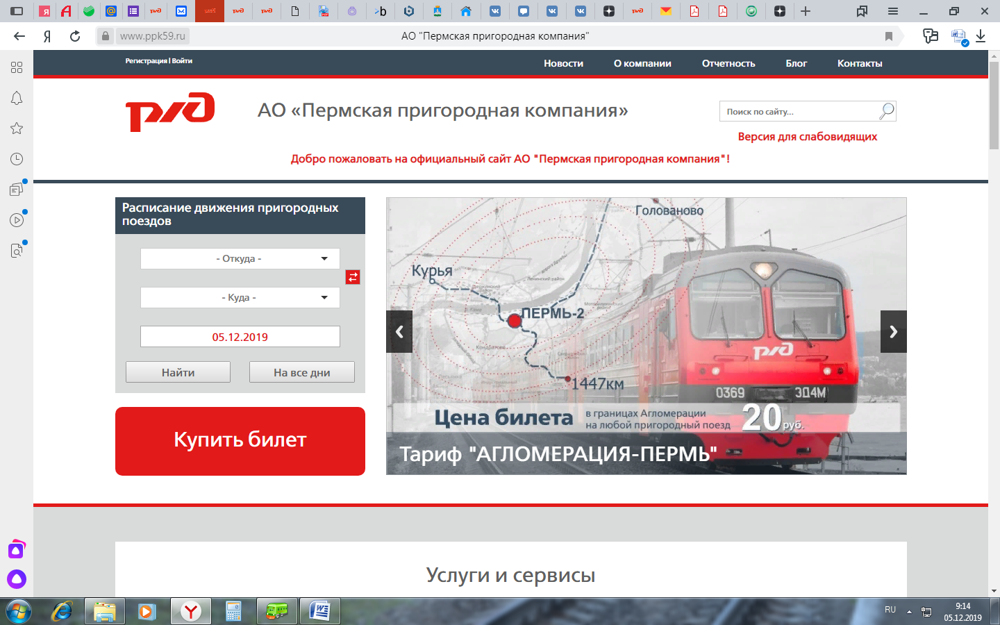 www.ppk59.ru
АО "Пермская пригородная компания"
Регистрация | Войти
Новости
О компании
Отчетность
Блог
Контакты
ржд
АО «Пермская пригородная компания»
Поиск по сайту...
Версия для слабовидящих
Добро пожаловать на официальный сайт АО "Пермская пригородная компания"!
Расписание движения пригородных
поездов
- Откуда -
- Куда -
05.12.2019
Найти
На все дни
Купить билет
Голованово
Курья
ПЕРМЬ-2
1447км
ржд
0369
ЭД4М
Цена билета
в границах Агломерации
на любой пригородный поезд
20 руб.
Тариф "АГЛОМЕРАЦИЯ-ПЕРМЬ"
Услуги и сервисы
RU
9:14
05.12.2019